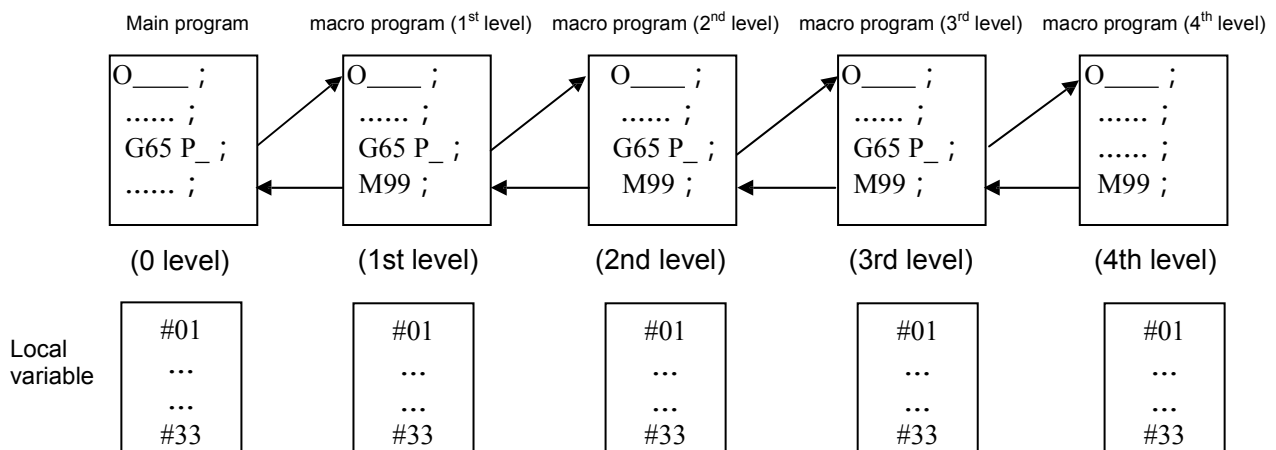 Main program macro program (1st level) macro program (2nd level) macro program (3rd level) macro program (4th level)
O____ ; O____ ; O____ ; O____ ; O____ ;
...... ; ...... ; ...... ; ...... ; ...... ;
G65 P_ ; G65 P_ ; G65 P_ ; G65 P_ ; ...... ;
...... ; M99 ; M99 ; M99 ; M99 ;
(0 level) (1st level) (2nd level) (3rd level) (4th level)
#01 #01 #01 #01 #01
Local
variable
... ... ... ... ...
... ... ... ... ...
#33 #33 #33 #33 #33